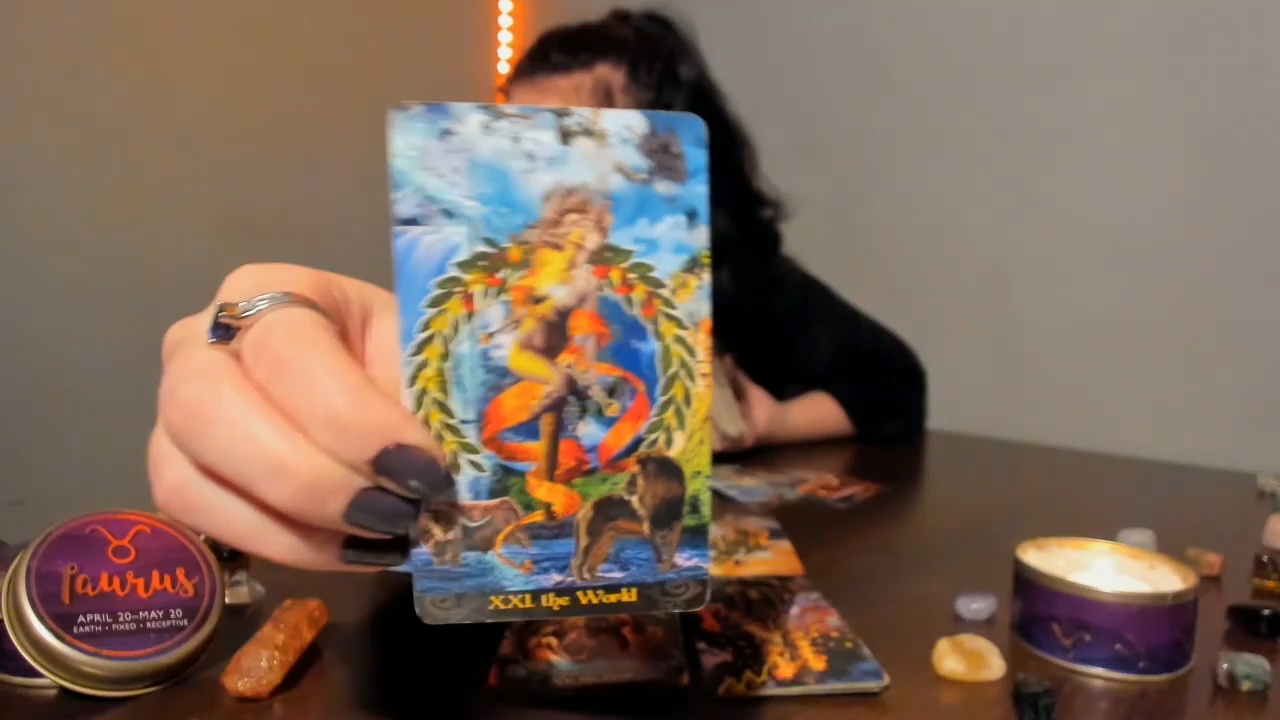 XXI. the World
Taurus
APRIL 20–MAY 20
EARTH • FIXED • RECEPTIVE